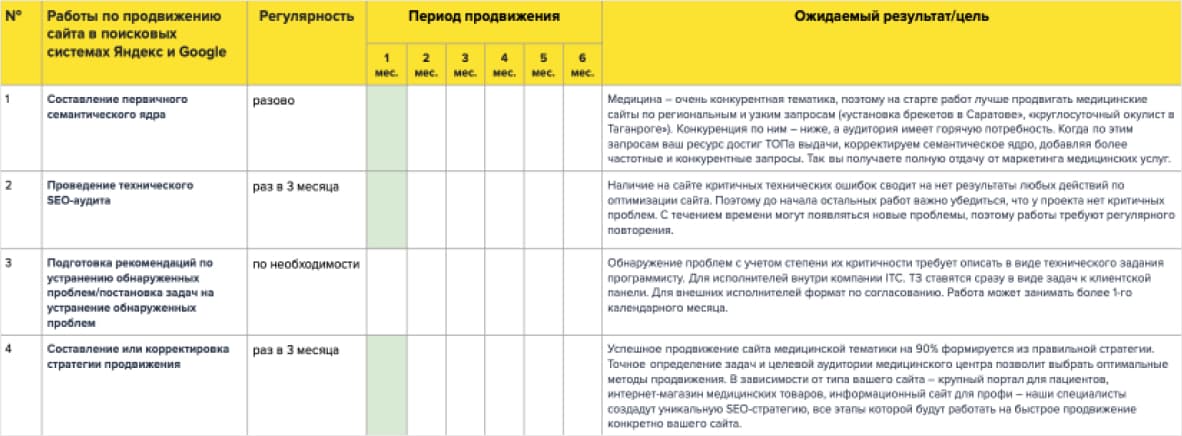 №
Работы по продвижению
сайта в поисковых
системах Яндекс и Google
Регулярность
Период продвижения
Ожидаемый результат/цель
1
мес.
2
мес.
3
мес.
4
мес.
5
мес.
6
мес.
1
Составление первичного
семантического ядра
разово
Медицина – очень конкурентная тематика, поэтому на старте работ лучше продвигать медицинские
сайты по региональным и узким запросам («установка брекетов в Саратове», «круглосуточный окулист в
Таганроге»). Конкуренция по ним – ниже, а аудитория имеет горячую потребность. Когда по этим
запросам ваш ресурс достиг ТОПа выдачи, корректируем семантическое ядро, добавляя более
частотные и конкурентные запросы. Так вы получаете полную отдачу от маркетинга медицинских услуг.
2
Проведение технического
SEO-аудита
раз в 3 месяца
Наличие на сайте критичных технических ошибок сводит на нет результаты любых действий по
оптимизации сайта. Поэтому до начала остальных работ важно убедиться, что у проекта нет критичных
проблем. С течением времени могут появляться новые проблемы, поэтому работы требуют регулярного
повторения.
3
Подготовка рекомендаций по
устранению обнаруженных
проблем/постановка задач на
устранение обнаруженных
проблем
по необходимости
Обнаружение проблем с учетом степени их критичности требует описать в виде технического задания
программисту. Для исполнителей внутри компании ITC. ТЗ ставятся сразу в виде задач к клиентской
панели. Для внешних исполнителей формат по согласованию. Работа может занимать более 1-го
календарного месяца.
4
Составление или корректировка
стратегии продвижения
раз в 3 месяца
Успешное продвижение сайта медицинской тематики на 90% формируется из правильной стратегии.
Точное определение задач и целевой аудитории медицинского центра позволит выбрать оптимальные
методы продвижения. В зависимости от типа вашего сайта – крупный портал для пациентов,
интернет-магазин медицинских товаров, информационный сайт для профи – наши специалисты
создадут уникальную SEO-стратегию, все этапы которой будут работать на быстрое продвижение
конкретно вашего сайта.